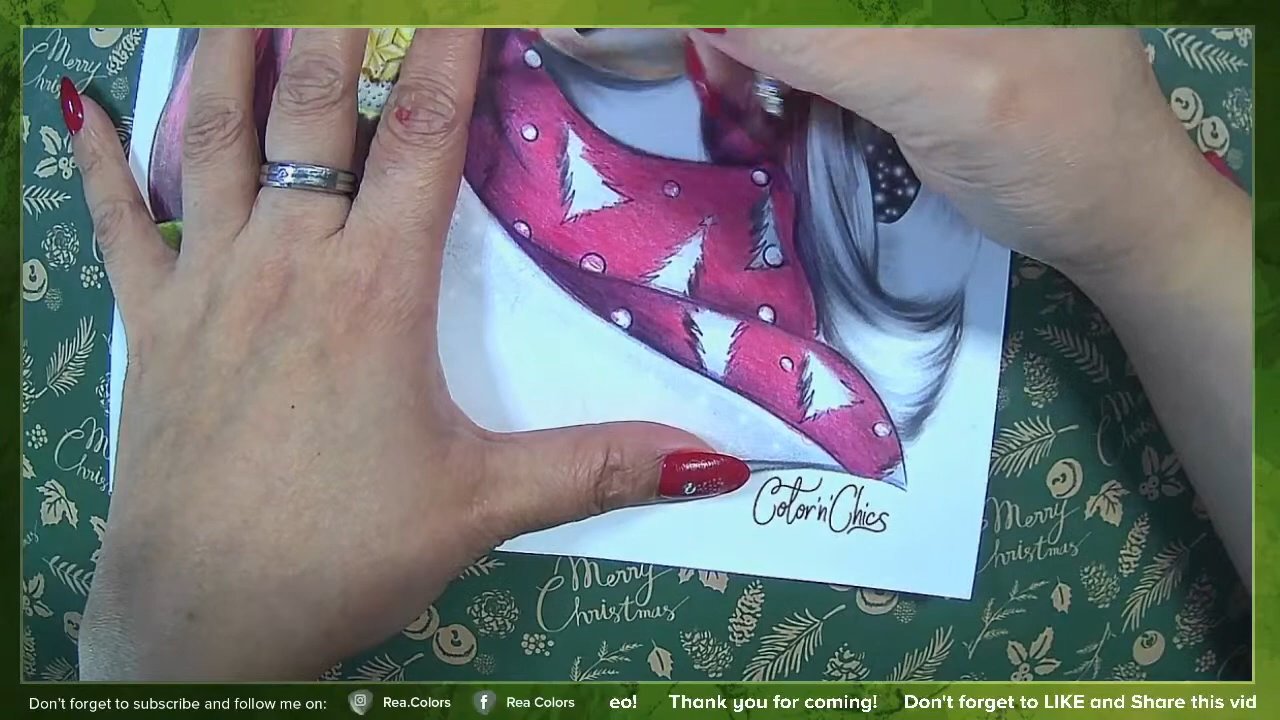 Merry
Color'n'Chics
Merry
Christmas
Merry
Christmas
Don't forget to subscribe and follow me on: Rea.Colors Rea Colors eo! Thank you for coming! Don't forget to LIKE and Share this vid